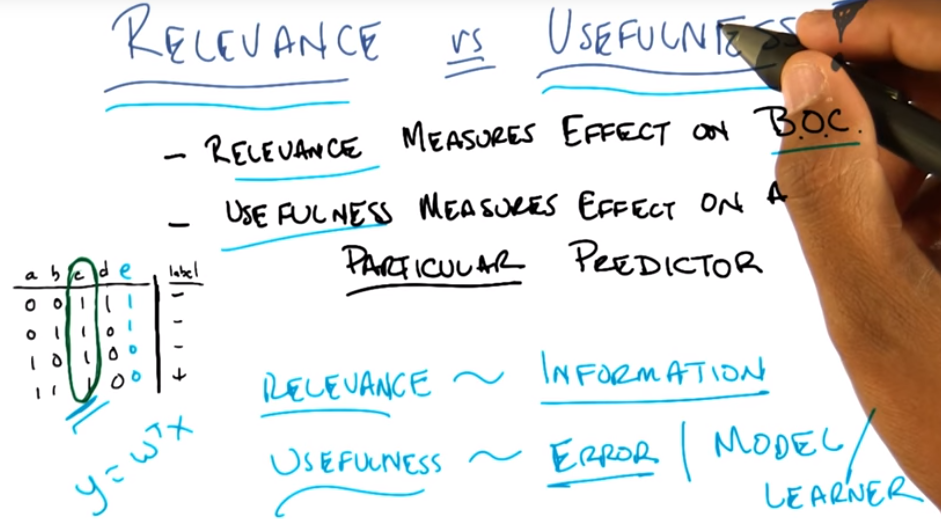 RELEVANCE vs USEFULNESS
- RELEVANCE MEASURES EFFECT ON B.O.C.
- USEFULNESS MEASURES EFFECT ON A
PARTICULAR PREDICTOR
a b c d e label
0 0 1 1 1 -
0 1 1 0 1 -
1 0 1 0 0 -
1 1 1 0 0 +
y = wᵀx
RELEVANCE ~ INFORMATION
USEFULNESS ~ ERROR | MODEL/
LEARNER